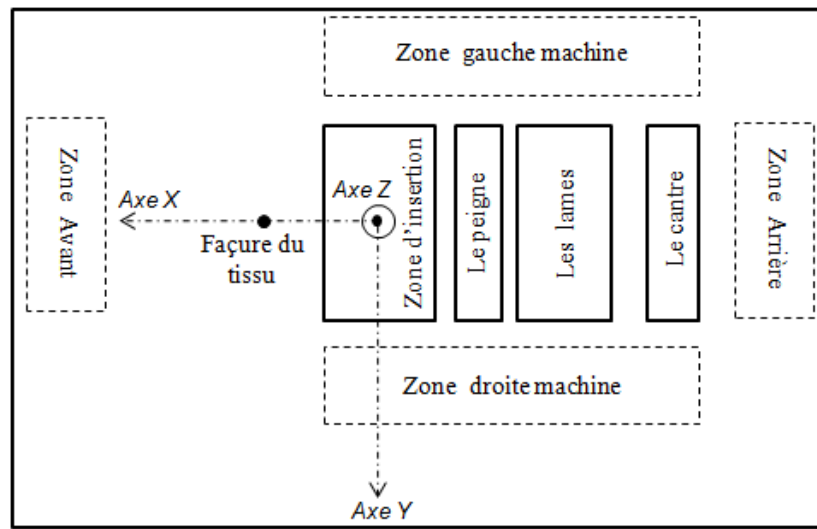 Zone gauche machine
Zone Avant
Axe X
Façure du
tissu
Axe Z
Zone d'insertion
Le peigne
Les lames
Le cantre
Zone Arrière
Zone droite machine
Axe Y